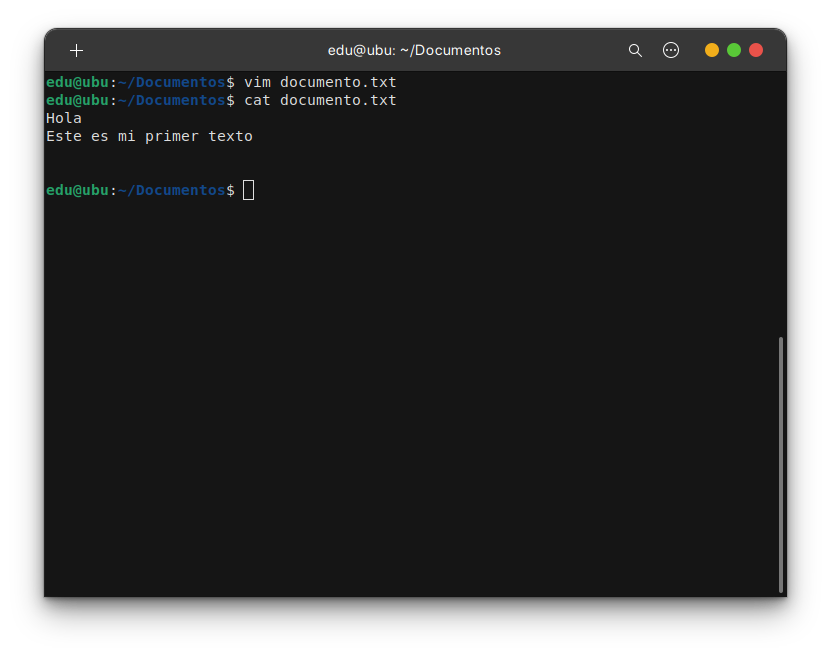 edu@ubu: ~/Documentos
edu@ubu:~/Documentos$ vim documento.txt
edu@ubu:~/Documentos$ cat documento.txt
Hola
Este es mi primer texto
edu@ubu:~/Documentos$